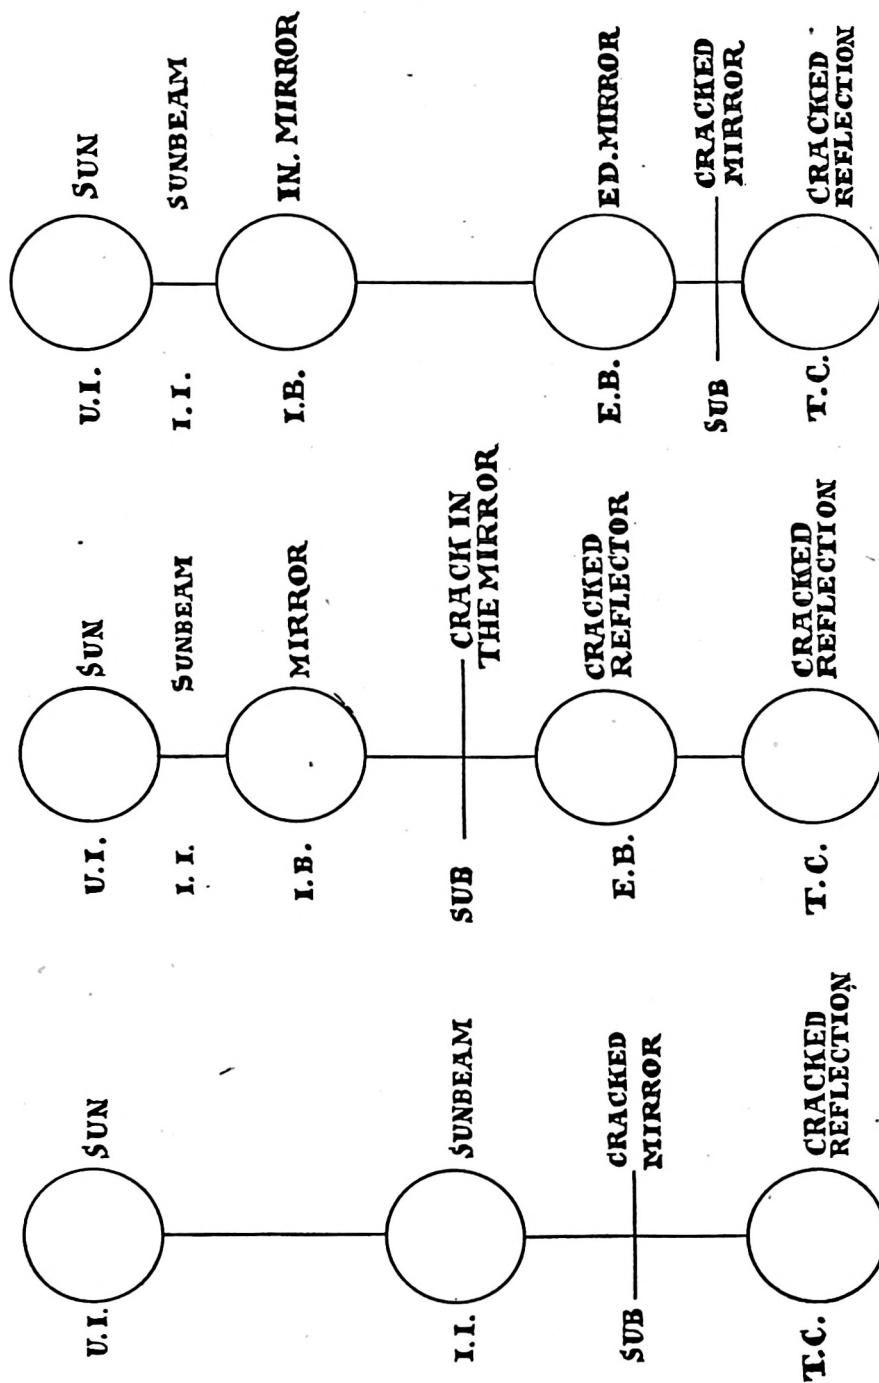 U.I. SUN
I.I. SUNBEAM
SUB CRACKED
MIRROR
T.C. CRACKED
REFLECTION
U.I. SUN
I.I. SUNBEAM
I.B. MIRROR
SUB CRACK IN
THE MIRROR
E.B. CRACKED
REFLECTOR
T.C. CRACKED
REFLECTION
U.I. SUN
I.I. SUNBEAM
I.B. IN. MIRROR
E.B. ED. MIRROR
SUB CRACKED
MIRROR
T.C. CRACKED
REFLECTION